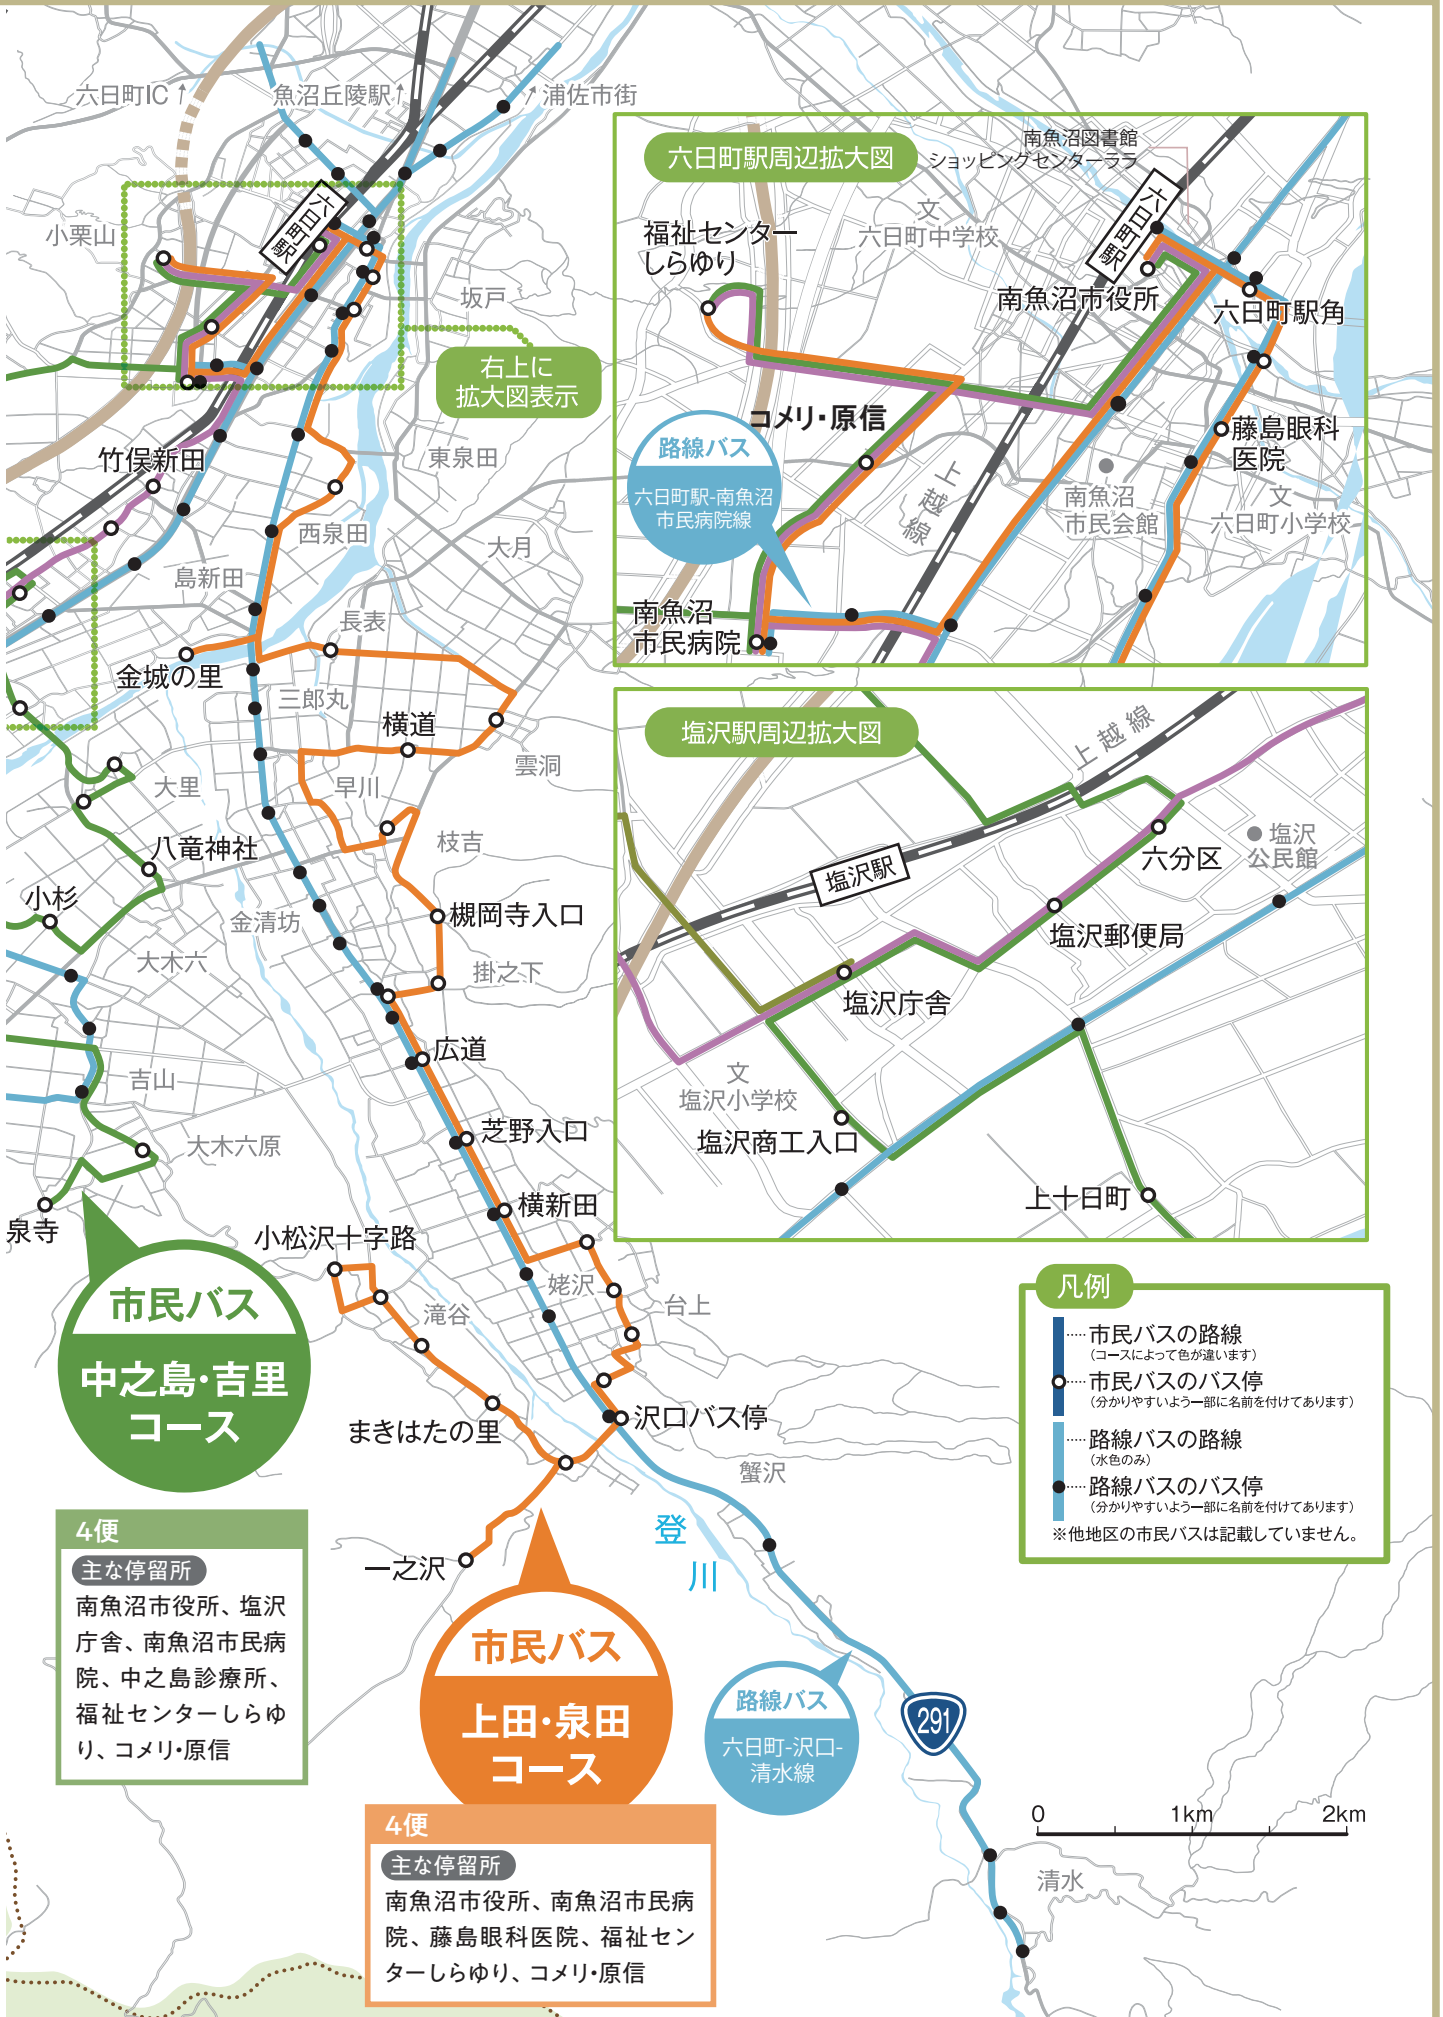 六日町IC
魚沼丘陵駅
浦佐市街
小栗山
六日町駅
坂戸
右上に
拡大図表示
竹俣新田
東泉田
西泉田
大月
島新田
長表
金城の里
三郎丸
横道
雲洞
大里
早川
枝吉
八竜神社
小杉
金清坊
槻岡寺入口
大木六
掛之下
広道
吉山
芝野入口
大木六原
横新田
泉寺
小松沢十字路
姥沢
台上
滝谷
まきはたの里
沢口バス停
蟹沢
一之沢
登川
清水
六日町駅周辺拡大図
南魚沼図書館
ショッピングセンターララ
文
六日町中学校
福祉センター
しらゆり
六日町駅
南魚沼市役所
六日町駅角
コメリ・原信
藤島眼科
医院
路線バス
六日町駅-南魚沼
市民病院線
上越線
南魚沼
市民会館
文
六日町小学校
南魚沼
市民病院
塩沢駅周辺拡大図
上越線
塩沢駅
六分区
塩沢
公民館
塩沢郵便局
塩沢庁舎
文
塩沢小学校
塩沢商工入口
上十日町
凡例
市民バスの路線
(コースによって色が違います)
市民バスのバス停
(分かりやすいよう一部に名前を付けてあります)
路線バスの路線
(水色のみ)
路線バスのバス停
(分かりやすいよう一部に名前を付けてあります)
※他地区の市民バスは記載していません。
市民バス
中之島・吉里
コース
4便
主な停留所
南魚沼市役所、塩沢
庁舎、南魚沼市民病
院、中之島診療所、
福祉センターしらゆ
り、コメリ・原信
市民バス
上田・泉田
コース
4便
主な停留所
南魚沼市役所、南魚沼市民病
院、藤島眼科医院、福祉セン
ターしらゆり、コメリ・原信
路線バス
六日町-沢口-
清水線
291
0 1km 2km